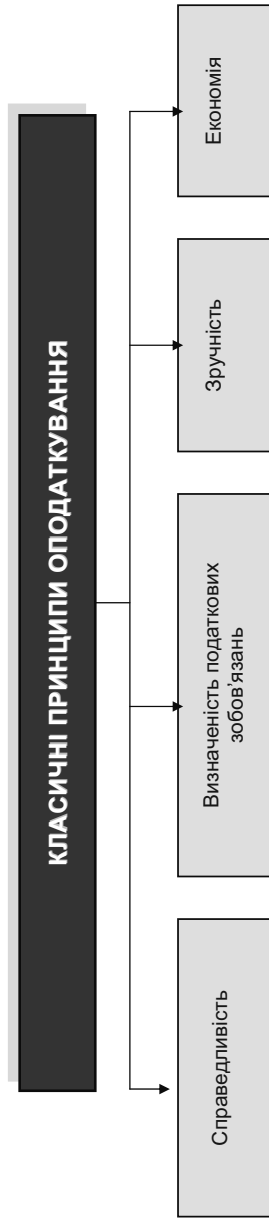 КЛАСИЧНІ ПРИНЦИПИ ОПОДАТКУВАННЯ
Справедливість
Визначеність податкових
зобов'язань
Зручність
Економія